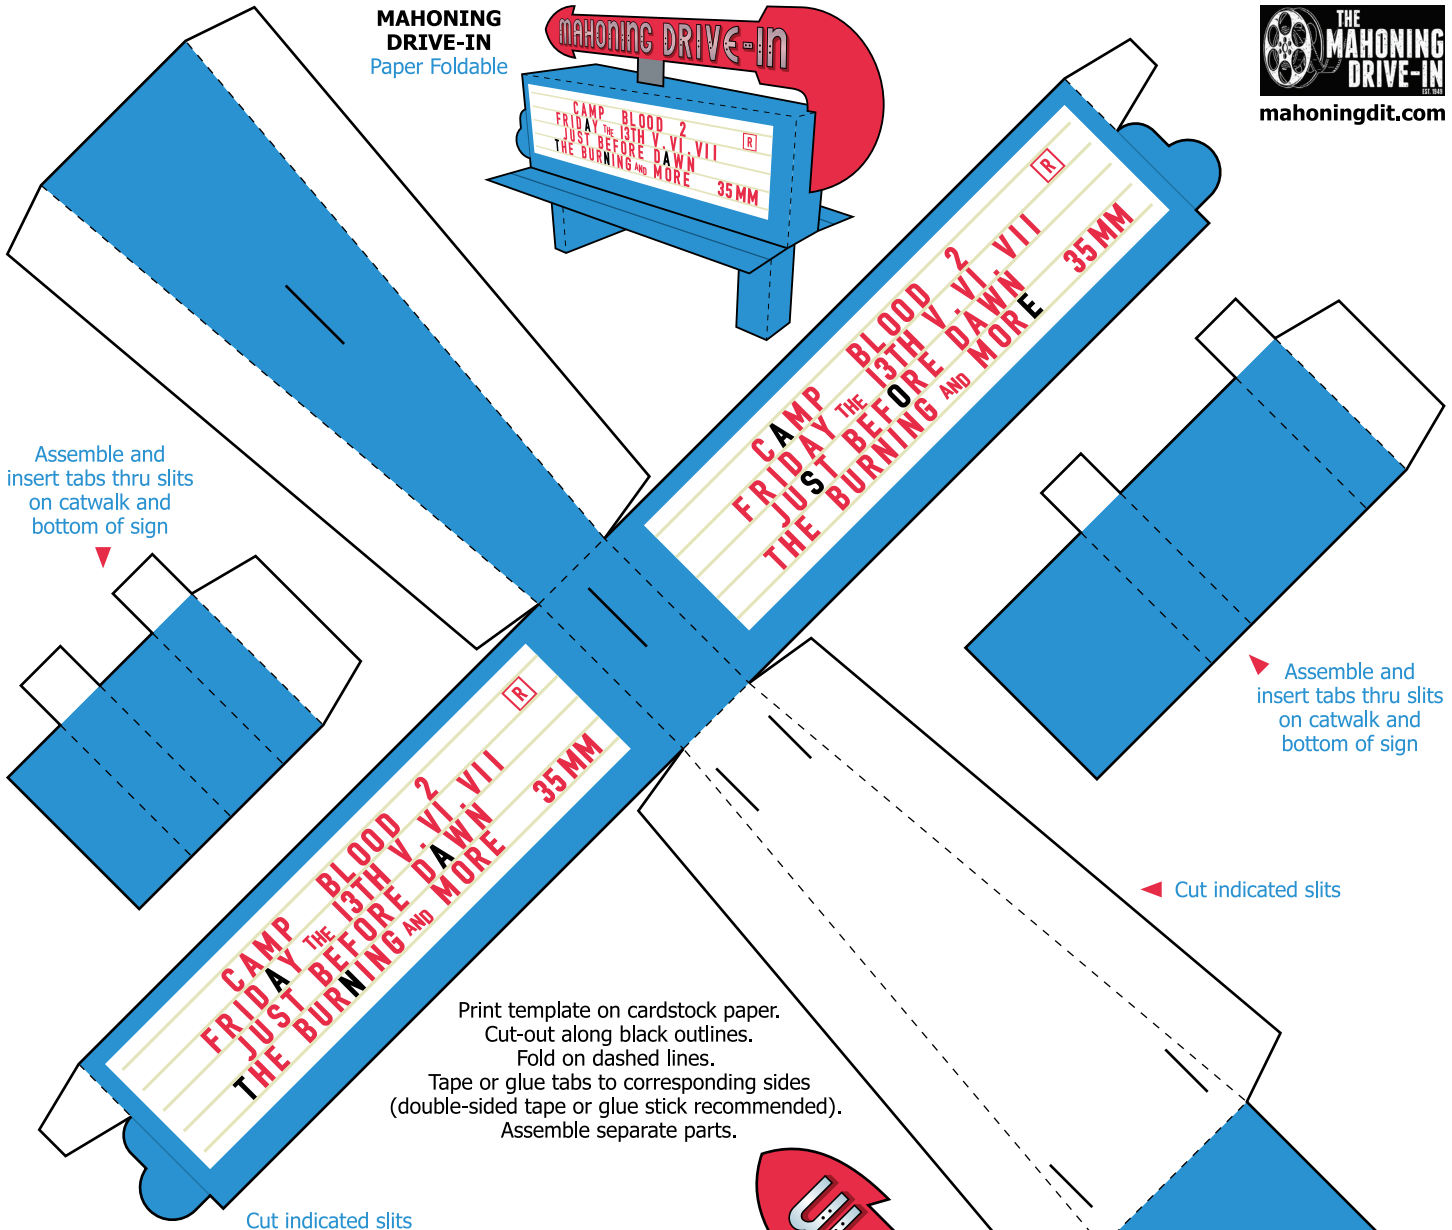 MAHONING
DRIVE-IN
Paper Foldable
MAHONING DRIVE-IN
CAMP BLOOD 2
FRIDAY THE 13TH V.VI.VII
R
JUST BEFORE DAWN
THE BURNING AND MORE
35MM
THE
MAHONING
DRIVE-IN
EST. 1949
mahoningdit.com
R
CAMP BLOOD 2
FRIDAY THE 13TH V.VI.VII
JUST BEFORE DAWN
35MM
THE BURNING AND MORE
Assemble and
insert tabs thru slits
on catwalk and
bottom of sign
Assemble and
insert tabs thru slits
on catwalk and
bottom of sign
R
CAMP BLOOD 2
FRIDAY THE 13TH V.VI.VII
JUST BEFORE DAWN
35MM
THE BURNING AND MORE
Cut indicated slits
Print template on cardstock paper.
Cut-out along black outlines.
Fold on dashed lines.
Tape or glue tabs to corresponding sides
(double-sided tape or glue stick recommended).
Assemble separate parts.
Cut indicated slits